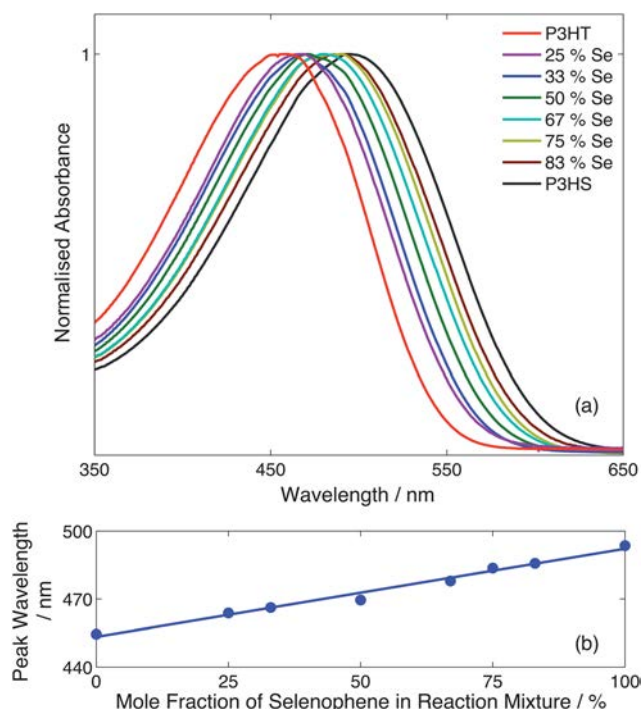 1
Normalised Absorbance
P3HT
25 % Se
33 % Se
50 % Se
67 % Se
75 % Se
83 % Se
P3HS
(a)
350 450 550 650
Wavelength / nm
Peak Wavelength
/ nm
500
470
440
(b)
0 25 50 75 100
Mole Fraction of Selenophene in Reaction Mixture / %